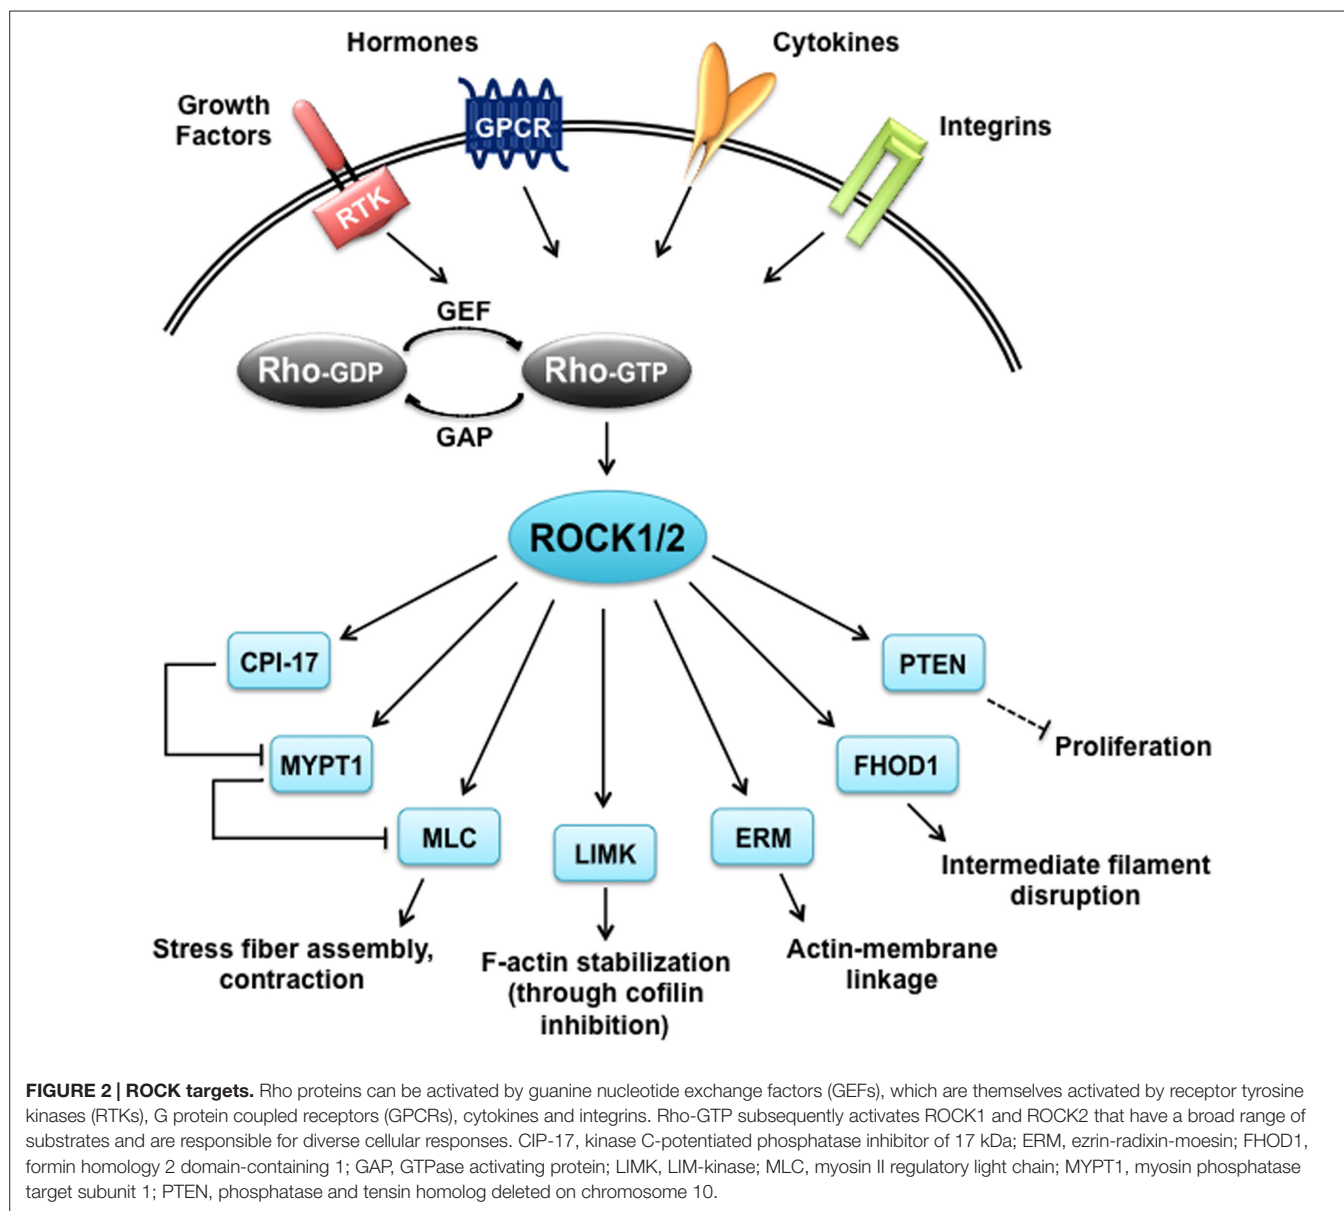 Hormones
Cytokines
Growth
Factors
GPCR
Integrins
RTK
GEF
Rho-GDP
Rho-GTP
GAP
ROCK1/2
CPI-17
PTEN
MYPT1
FHOD1
Proliferation
MLC
LIMK
ERM
Intermediate filament
disruption
Stress fiber assembly,
contraction
F-actin stabilization
(through cofilin
inhibition)
Actin-membrane
linkage
FIGURE 2 | ROCK targets. Rho proteins can be activated by guanine nucleotide exchange factors (GEFs), which are themselves activated by receptor tyrosine
kinases (RTKs), G protein coupled receptors (GPCRs), cytokines and integrins. Rho-GTP subsequently activates ROCK1 and ROCK2 that have a broad range of
substrates and are responsible for diverse cellular responses. CIP-17, kinase C-potentiated phosphatase inhibitor of 17 kDa; ERM, ezrin-radixin-moesin; FHOD1,
formin homology 2 domain-containing 1; GAP, GTPase activating protein; LIMK, LIM-kinase; MLC, myosin II regulatory light chain; MYPT1, myosin phosphatase
target subunit 1; PTEN, phosphatase and tensin homolog deleted on chromosome 10.